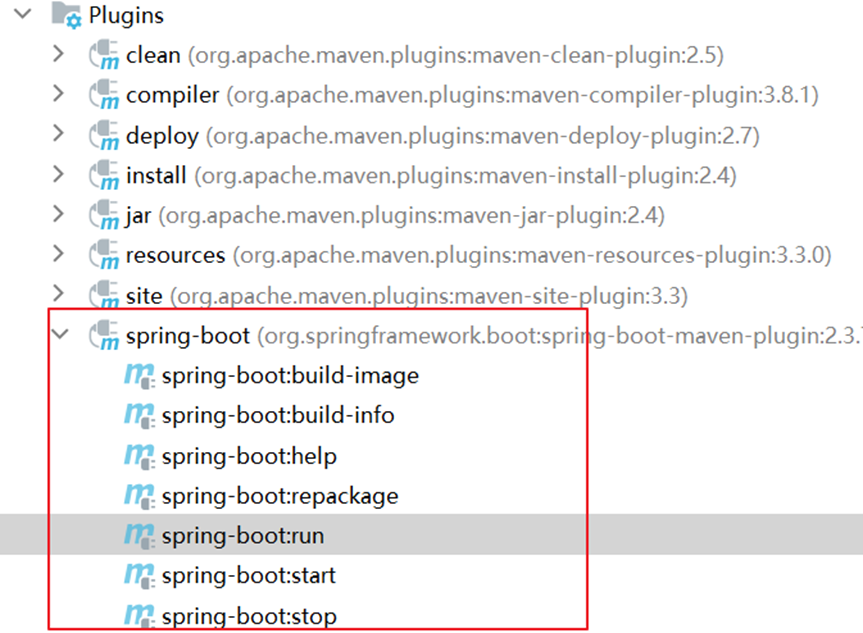 Plugins
clean (org.apache.maven.plugins:maven-clean-plugin:2.5)
compiler (org.apache.maven.plugins:maven-compiler-plugin:3.8.1)
deploy (org.apache.maven.plugins:maven-deploy-plugin:2.7)
install (org.apache.maven.plugins:maven-install-plugin:2.4)
jar (org.apache.maven.plugins:maven-jar-plugin:2.4)
resources (org.apache.maven.plugins:maven-resources-plugin:3.3.0)
site (org.apache.maven.plugins:maven-site-plugin:3.3)
spring-boot (org.springframework.boot:spring-boot-maven-plugin:2.3.
spring-boot:build-image
spring-boot:build-info
spring-boot:help
spring-boot:repackage
spring-boot:run
spring-boot:start
spring-boot:stop